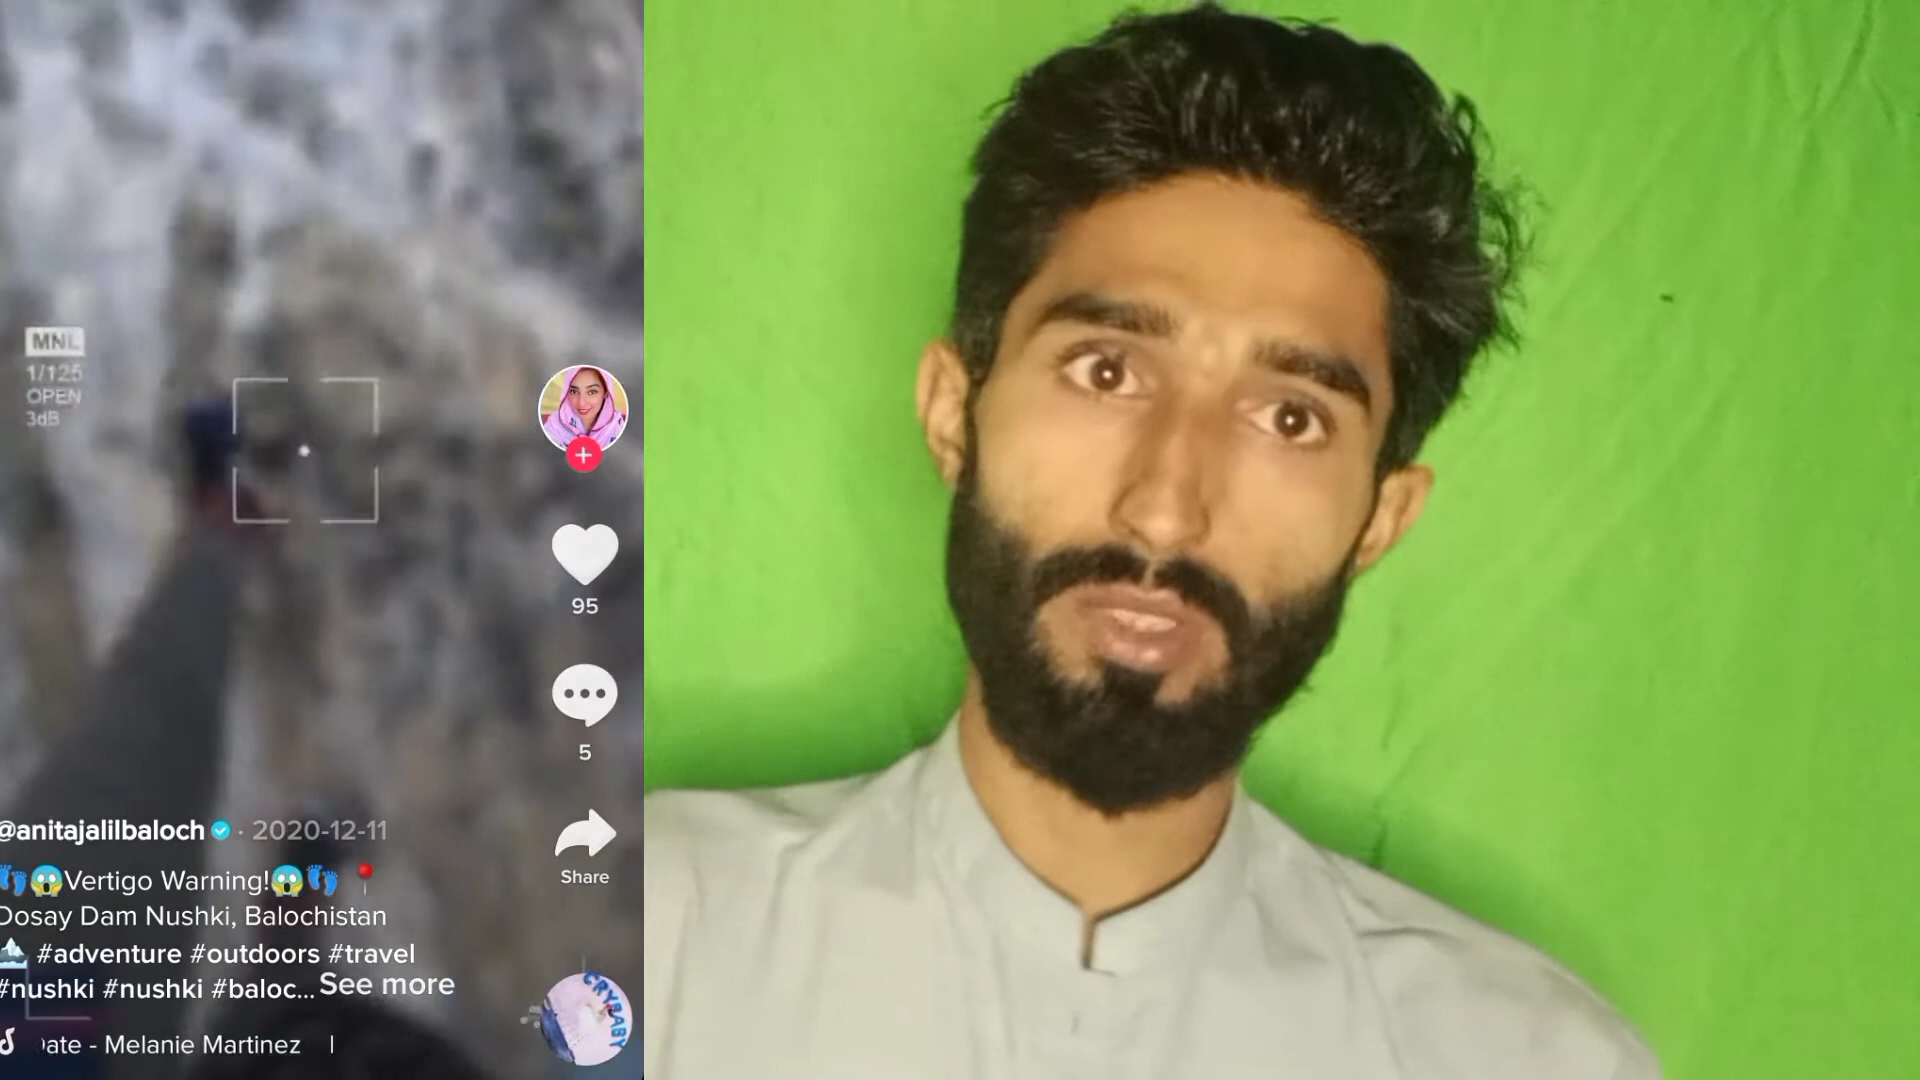 MNL
1/125
OPEN
3dB
95
5
@anitajalilbaloch · 2020-12-11
👣😱Vertigo Warning!😱👣 📍
Dosay Dam Nushki, Balochistan
🏔️ #adventure #outdoors #travel
#nushki #nushki #baloc... See more
Share
CRYBABY
ate - Melanie Martinez